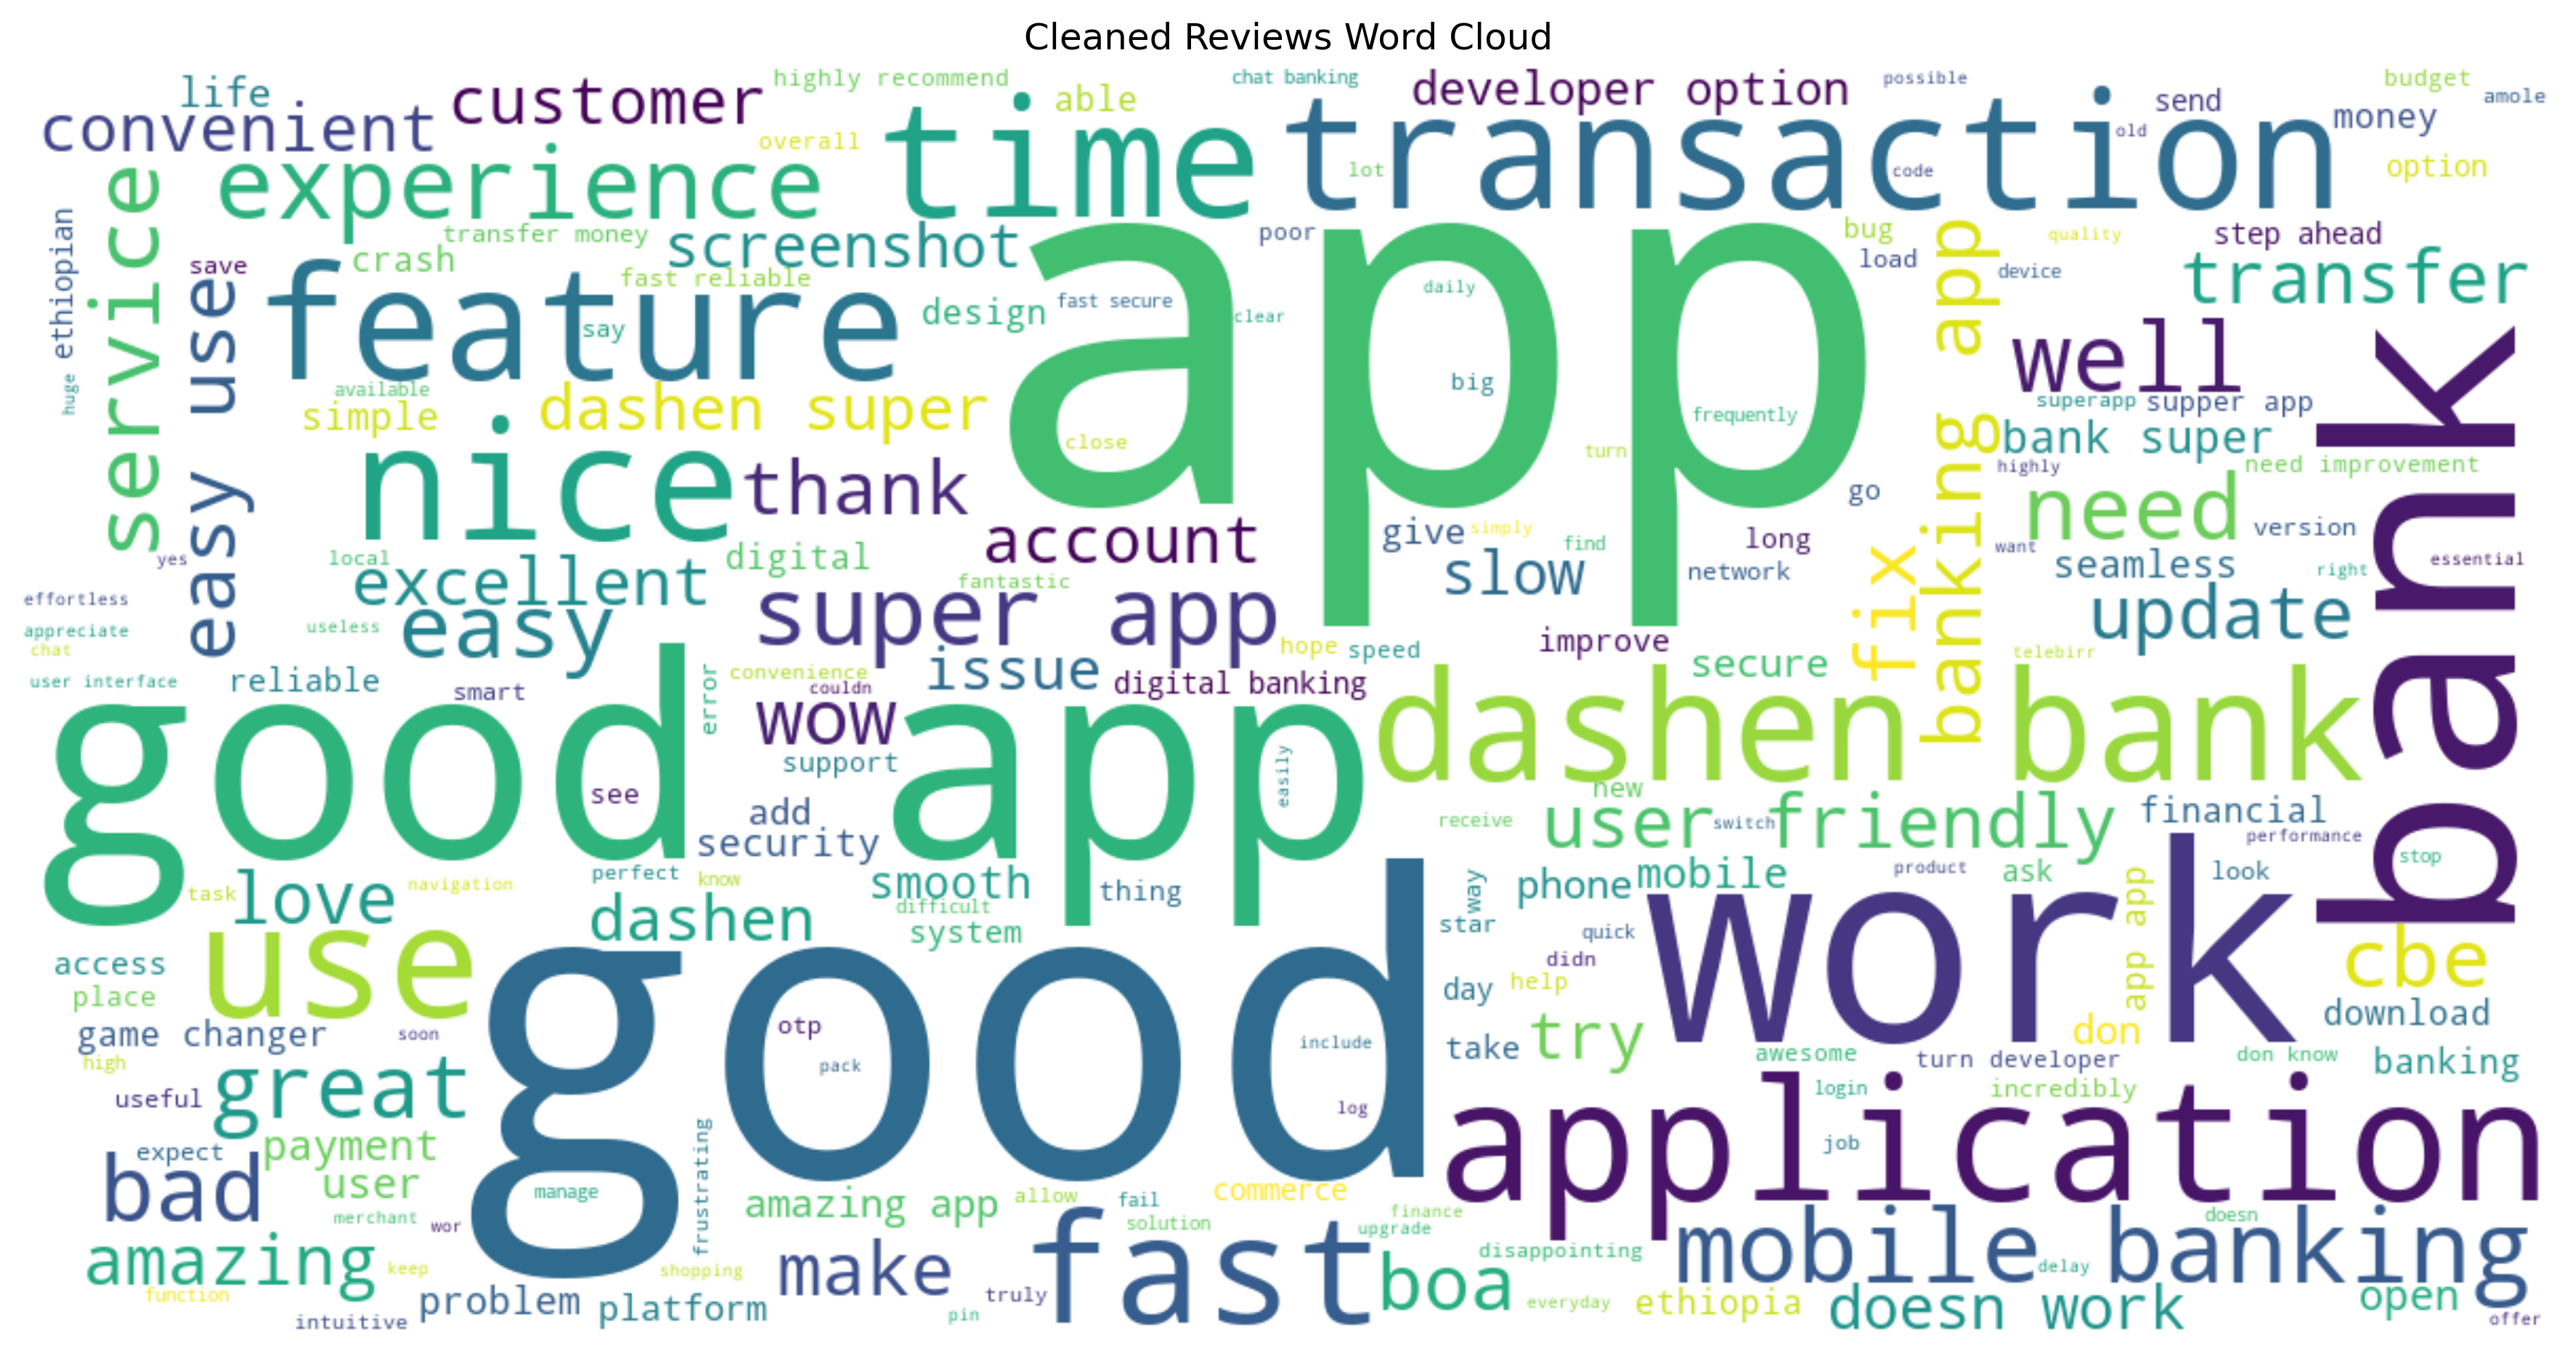 Cleaned Reviews Word Cloud
life
convenient
customer
highly recommend
overall
able
time
chat banking
developer option
transaction
possible
send
old
code
lot
budget
amole
money
option
experience
service
ethiopian
huge
save
easy use
yes
transfer money
crash
screenshot
fast reliable
feature
say
design
fast secure
available
simple
dashen super
app
poor
clear
daily
big
close
turn
frequently
bug
load
quality
device
step ahead
transfer
banking app
well
superapp
supper app
bank super
highly
need improvement
need
version
want
seamless
right
update
essential
bank
nice
thank
account
local
excellent
digital
fantastic
easy
super app
useless
give
simply
find
slow
long
network
go
fix
improve
hope
speed
secure
telebirr
effortless
appreciate
chat
user interface
reliable
smart
error
convenience
couldn
issue
digital banking
wow
good app
see
support
easily
add
security
dashen bank
new
receive
user friendly
switch
financial
performance
stop
perfect
know
smooth
thing
difficult
system
task
love
navigation
dashen
use
way
star
phone
mobile
product
ask
look
quick
didn
app app
work
cbe
download
access
place
game changer
soon
high
good
otp
pack
include
log
manage
day
help
take
try
don
awesome
turn developer
don know
banking
login
incredibly
job
application
useful
great
expect
payment
bad
user
merchant
wor
frustrating
amazing
keep
function
shopping
amazing app
allow
fail
commerce
solution
finance
upgrade
fast
make
truly
pin
problem
platform
intuitive
boa
disappointing
everyday
ethiopia
mobile banking
delay
doesn
doesn work
open
offer